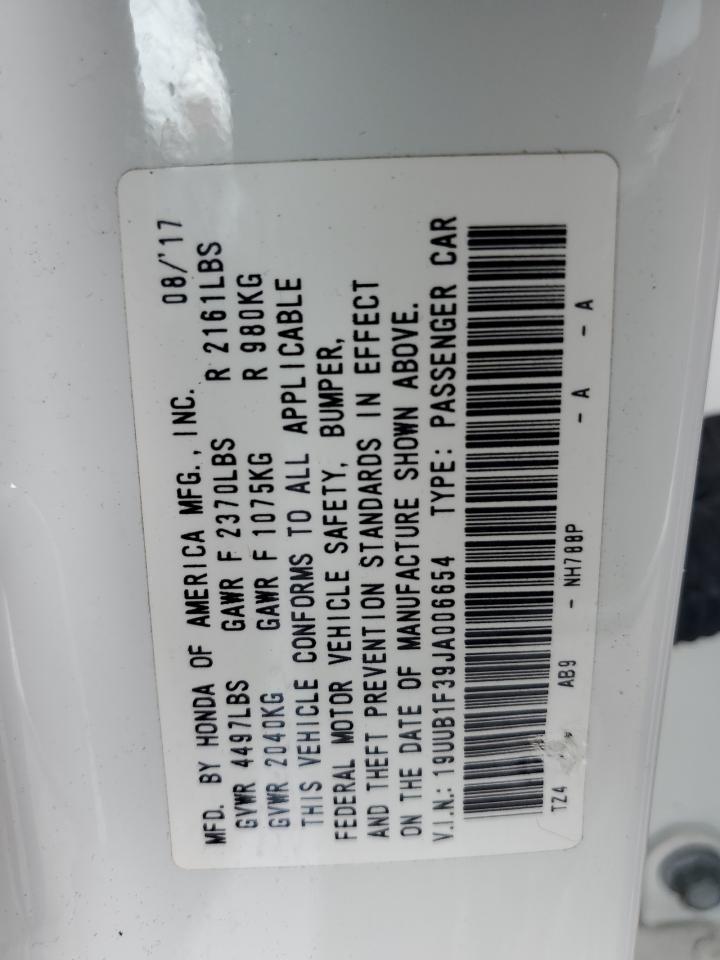 MFD. BY HONDA OF AMERICA MFG., INC. 08/'17
GVWR 4497LBS GAWR F 2370LBS R 2161LBS
GVWR 2040KG GAWR F 1075KG R 980KG
THIS VEHICLE CONFORMS TO ALL APPLICABLE
FEDERAL MOTOR VEHICLE SAFETY, BUMPER,
AND THEFT PREVENTION STANDARDS IN EFFECT
ON THE DATE OF MANUFACTURE SHOWN ABOVE.
V.I.N.: 19UUB1F39JA006654 TYPE: PASSENGER CAR
TZ4 AB9 - NH788P - A - A